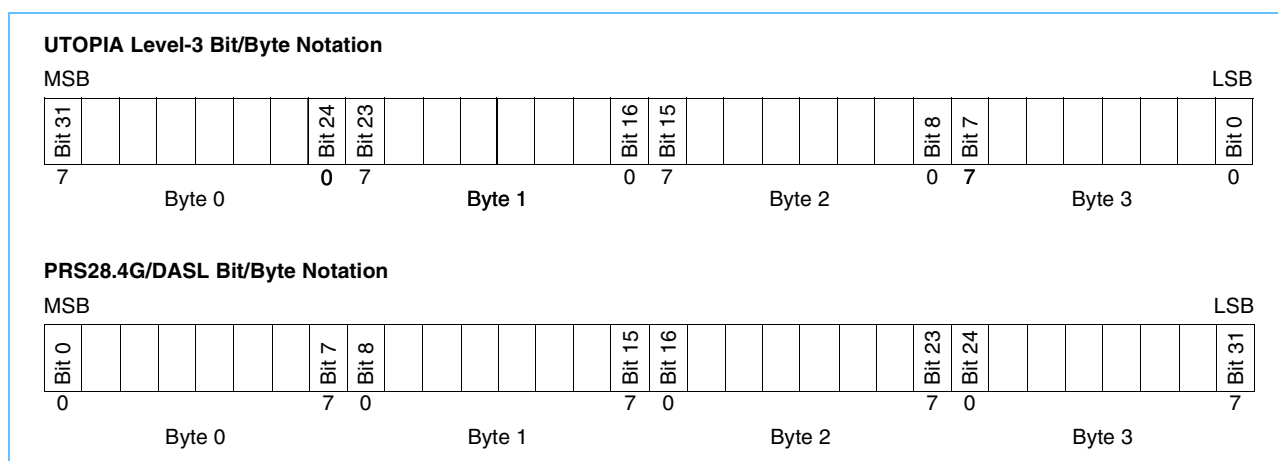 UTOPIA Level-3 Bit/Byte Notation
MSB LSB
Bit 31 Bit 24 Bit 23 Bit 16 Bit 15 Bit 8 Bit 7 Bit 0
7 0 7 0 7 0 7 0
Byte 0 Byte 1 Byte 2 Byte 3
PRS28.4G/DASL Bit/Byte Notation
MSB LSB
Bit 0 Bit 7 Bit 8 Bit 15 Bit 16 Bit 23 Bit 24 Bit 31
0 7 0 7 0 7 0 7
Byte 0 Byte 1 Byte 2 Byte 3